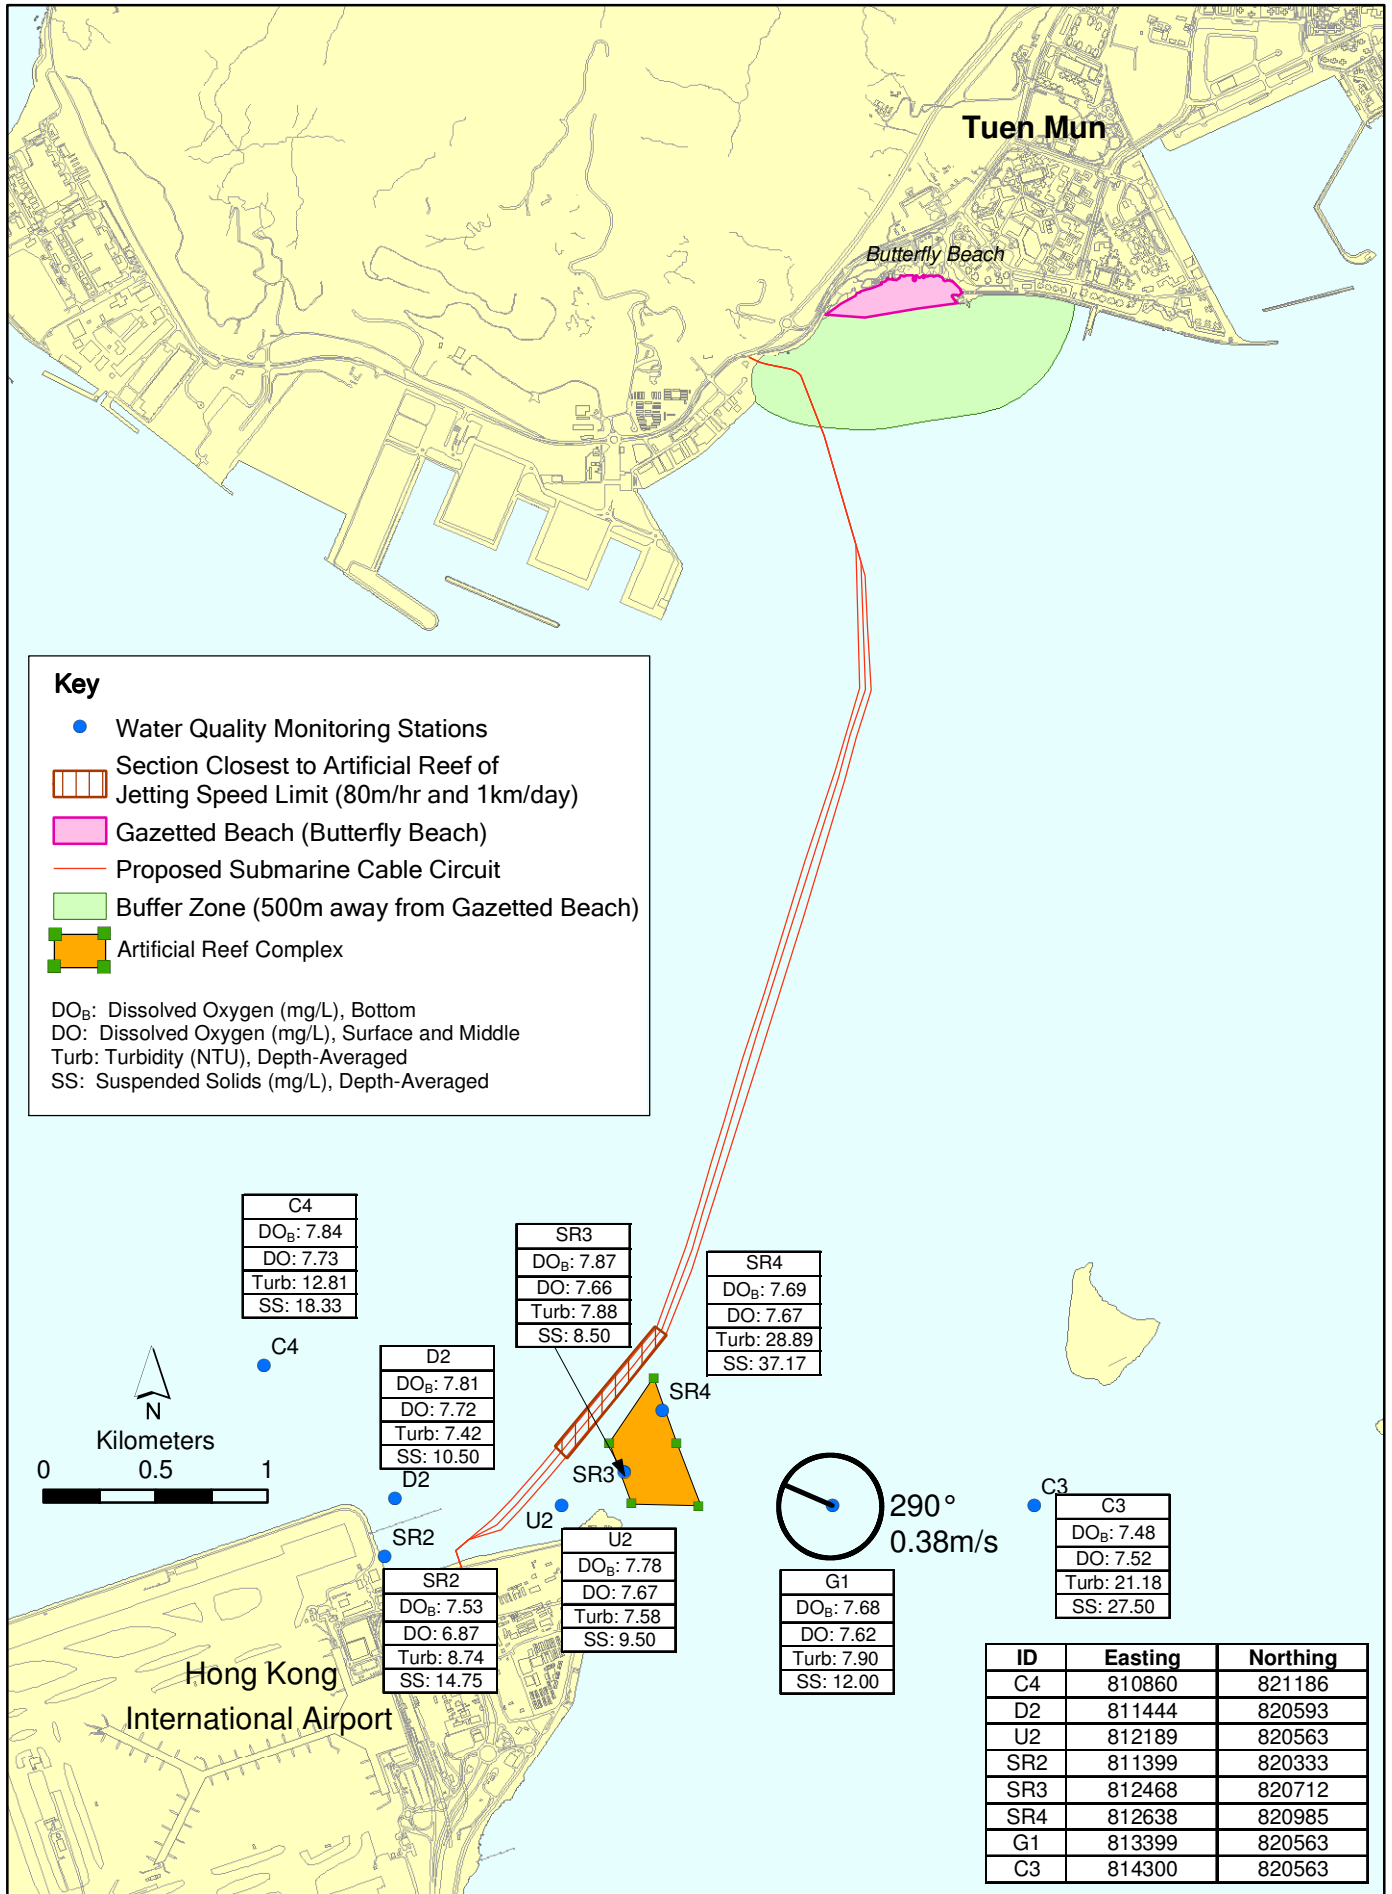 Tuen Mun
Butterfly Beach
Key
Water Quality Monitoring Stations
Section Closest to Artificial Reef of
Jetting Speed Limit (80m/hr and 1km/day)
Gazetted Beach (Butterfly Beach)
Proposed Submarine Cable Circuit
Buffer Zone (500m away from Gazetted Beach)
Artificial Reef Complex
DOB: Dissolved Oxygen (mg/L), Bottom
DO: Dissolved Oxygen (mg/L), Surface and Middle
Turb: Turbidity (NTU), Depth-Averaged
SS: Suspended Solids (mg/L), Depth-Averaged
C4
DOB: 7.84
DO: 7.73
Turb: 12.81
SS: 18.33
SR3
DOB: 7.87
DO: 7.66
Turb: 7.88
SS: 8.50
SR4
DOB: 7.69
DO: 7.67
Turb: 28.89
SS: 37.17
C4
D2
DOB: 7.81
DO: 7.72
Turb: 7.42
SS: 10.50
SR4
N
Kilometers
0 0.5 1
SR3
D2
U2
SR2
290°
0.38m/s
C3
C3
DOB: 7.48
DO: 7.52
Turb: 21.18
SS: 27.50
U2
DOB: 7.78
DO: 7.67
Turb: 7.58
SS: 9.50
SR2
DOB: 7.53
DO: 6.87
Turb: 8.74
SS: 14.75
G1
DOB: 7.68
DO: 7.62
Turb: 7.90
SS: 12.00
Hong Kong
International Airport
ID Easting Northing
C4 810860 821186
D2 811444 820593
U2 812189 820563
SR2 811399 820333
SR3 812468 820712
SR4 812638 820985
G1 813399 820563
C3 814300 820563